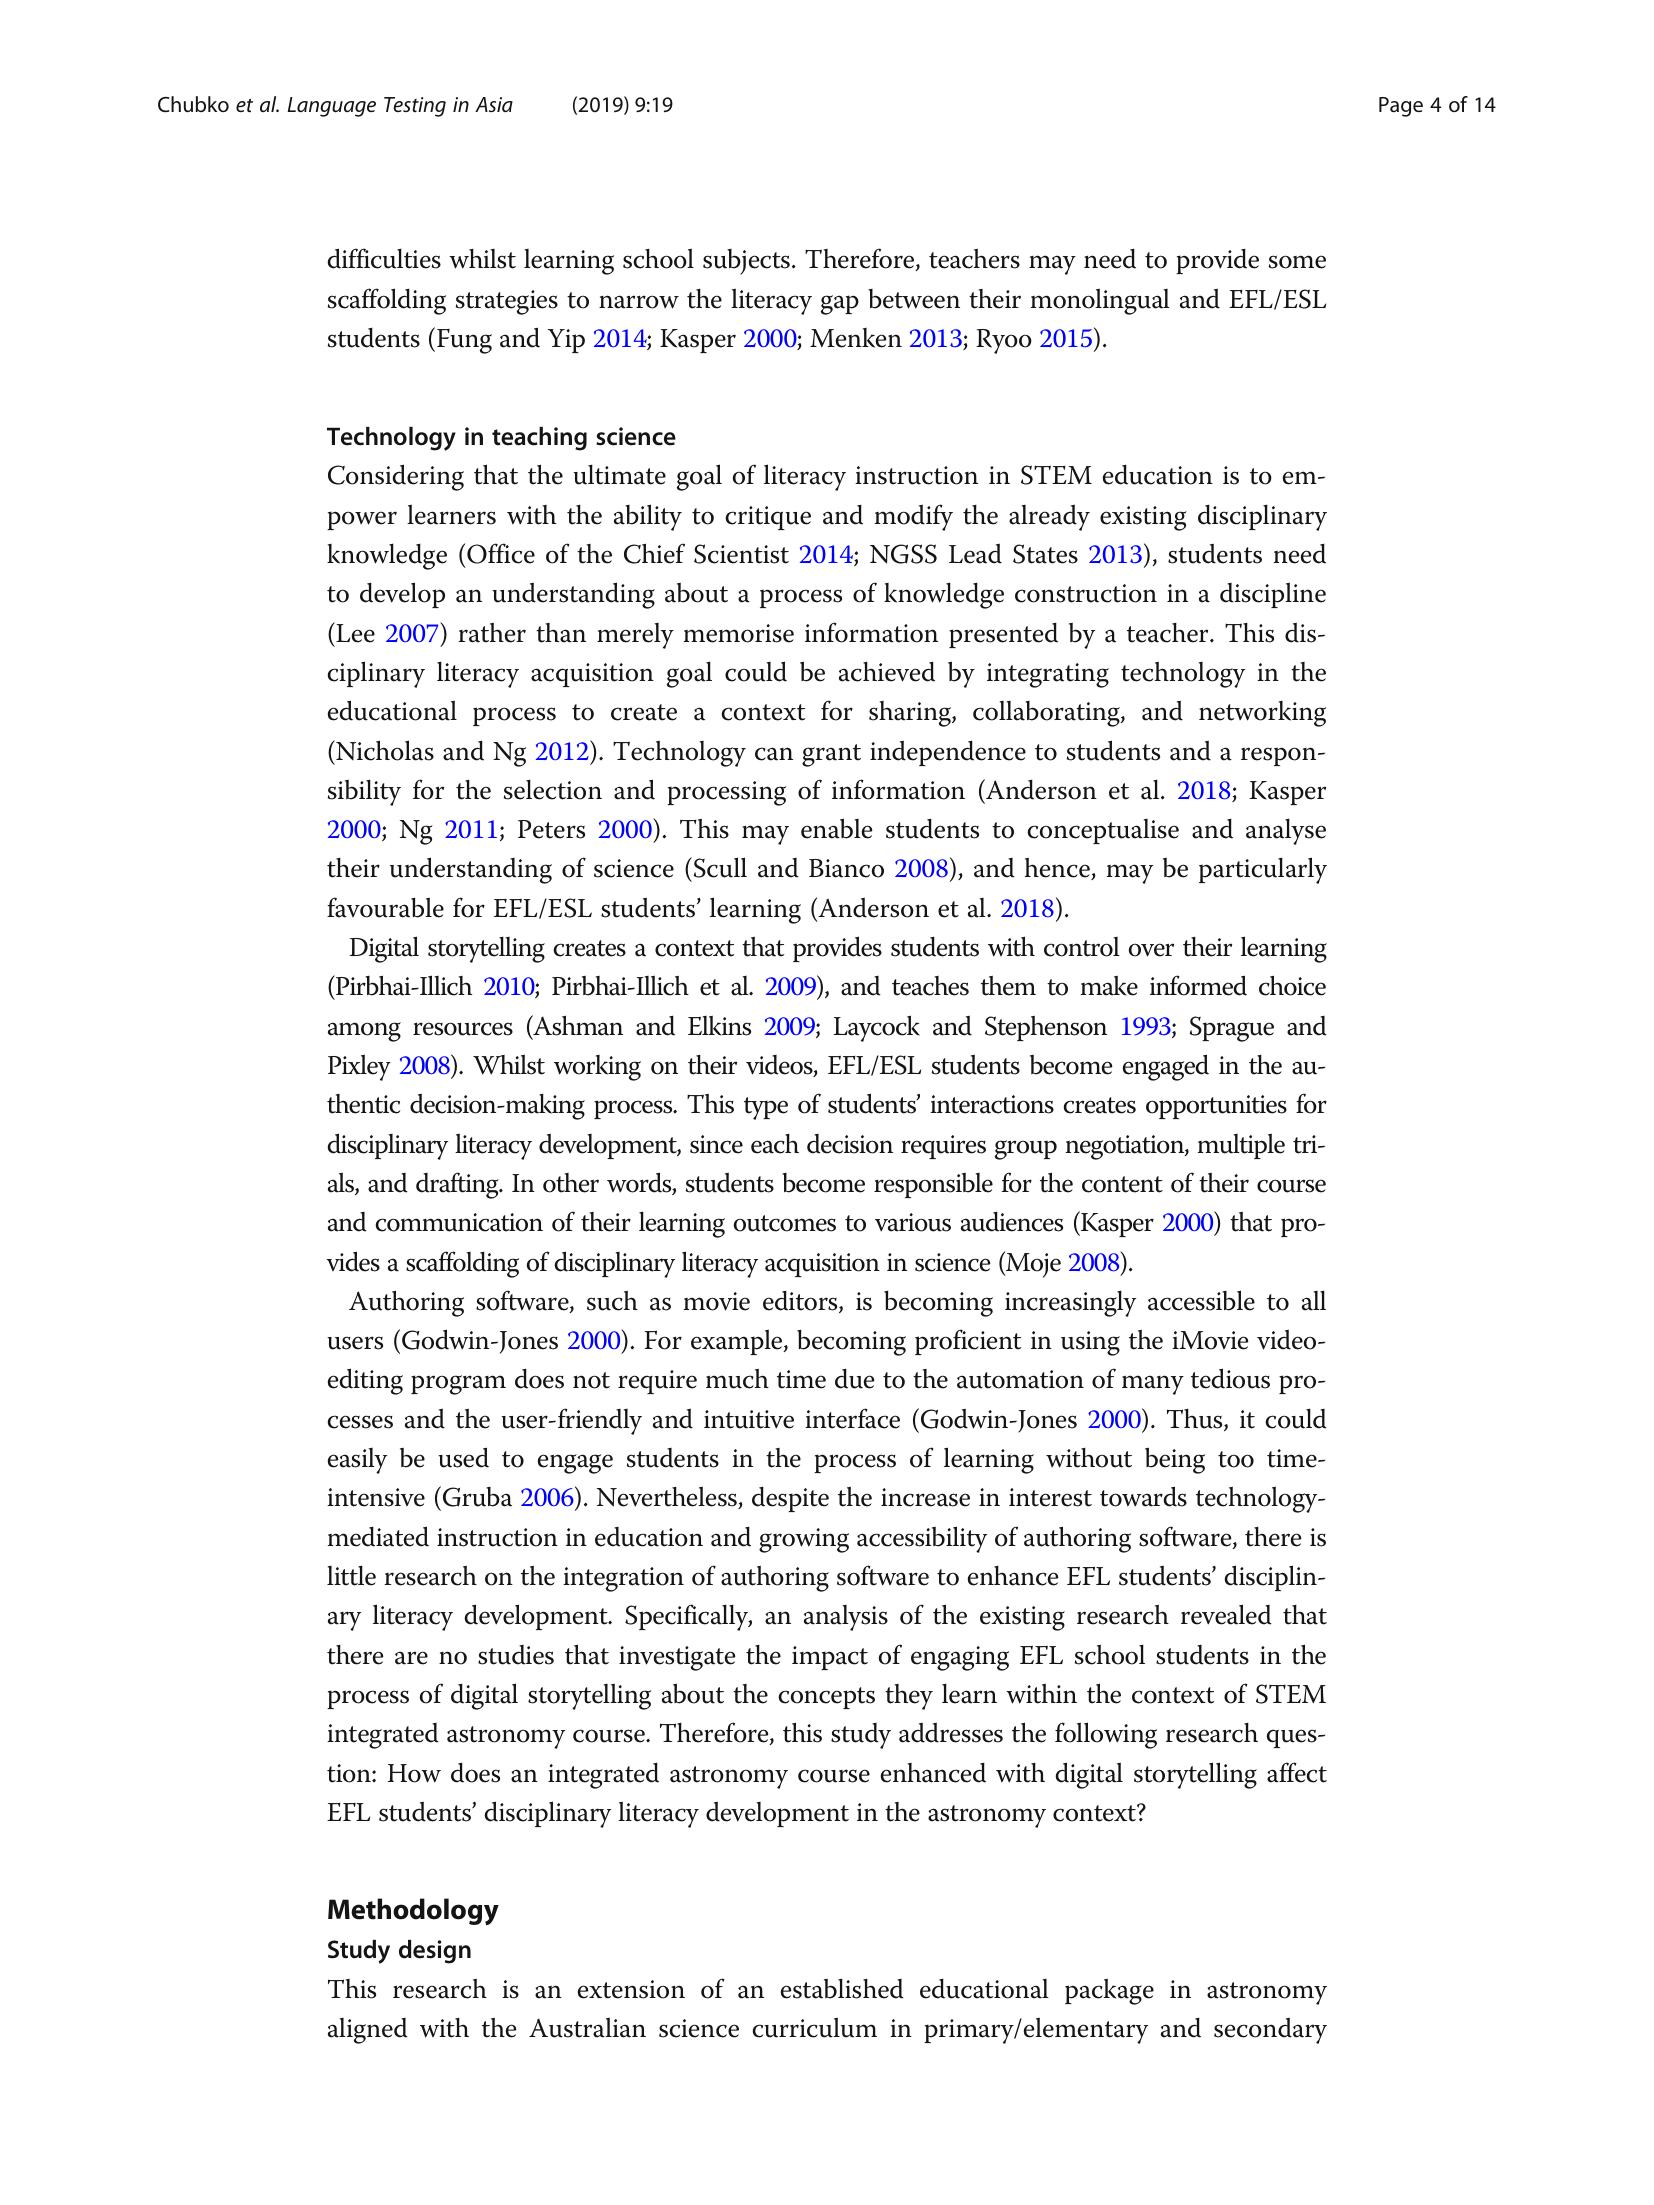 Chubko et al. Language Testing in Asia (2019) 9:19 Page 4 of 14
difficulties whilst learning school subjects. Therefore, teachers may need to provide some
scaffolding strategies to narrow the literacy gap between their monolingual and EFL/ESL
students (Fung and Yip 2014; Kasper 2000; Menken 2013; Ryoo 2015).
Technology in teaching science
Considering that the ultimate goal of literacy instruction in STEM education is to em-
power learners with the ability to critique and modify the already existing disciplinary
knowledge (Office of the Chief Scientist 2014; NGSS Lead States 2013), students need
to develop an understanding about a process of knowledge construction in a discipline
(Lee 2007) rather than merely memorise information presented by a teacher. This dis-
ciplinary literacy acquisition goal could be achieved by integrating technology in the
educational process to create a context for sharing, collaborating, and networking
(Nicholas and Ng 2012). Technology can grant independence to students and a respon-
sibility for the selection and processing of information (Anderson et al. 2018; Kasper
2000; Ng 2011; Peters 2000). This may enable students to conceptualise and analyse
their understanding of science (Scull and Bianco 2008), and hence, may be particularly
favourable for EFL/ESL students’ learning (Anderson et al. 2018).
Digital storytelling creates a context that provides students with control over their learning
(Pirbhai-Illich 2010; Pirbhai-Illich et al. 2009), and teaches them to make informed choice
among resources (Ashman and Elkins 2009; Laycock and Stephenson 1993; Sprague and
Pixley 2008). Whilst working on their videos, EFL/ESL students become engaged in the au-
thentic decision-making process. This type of students’ interactions creates opportunities for
disciplinary literacy development, since each decision requires group negotiation, multiple tri-
als, and drafting. In other words, students become responsible for the content of their course
and communication of their learning outcomes to various audiences (Kasper 2000) that pro-
vides a scaffolding of disciplinary literacy acquisition in science (Moje 2008).
Authoring software, such as movie editors, is becoming increasingly accessible to all
users (Godwin-Jones 2000). For example, becoming proficient in using the iMovie video-
editing program does not require much time due to the automation of many tedious pro-
cesses and the user-friendly and intuitive interface (Godwin-Jones 2000). Thus, it could
easily be used to engage students in the process of learning without being too time-
intensive (Gruba 2006). Nevertheless, despite the increase in interest towards technology-
mediated instruction in education and growing accessibility of authoring software, there is
little research on the integration of authoring software to enhance EFL students’ disciplin-
ary literacy development. Specifically, an analysis of the existing research revealed that
there are no studies that investigate the impact of engaging EFL school students in the
process of digital storytelling about the concepts they learn within the context of STEM
integrated astronomy course. Therefore, this study addresses the following research ques-
tion: How does an integrated astronomy course enhanced with digital storytelling affect
EFL students’ disciplinary literacy development in the astronomy context?
Methodology
Study design
This research is an extension of an established educational package in astronomy
aligned with the Australian science curriculum in primary/elementary and secondary